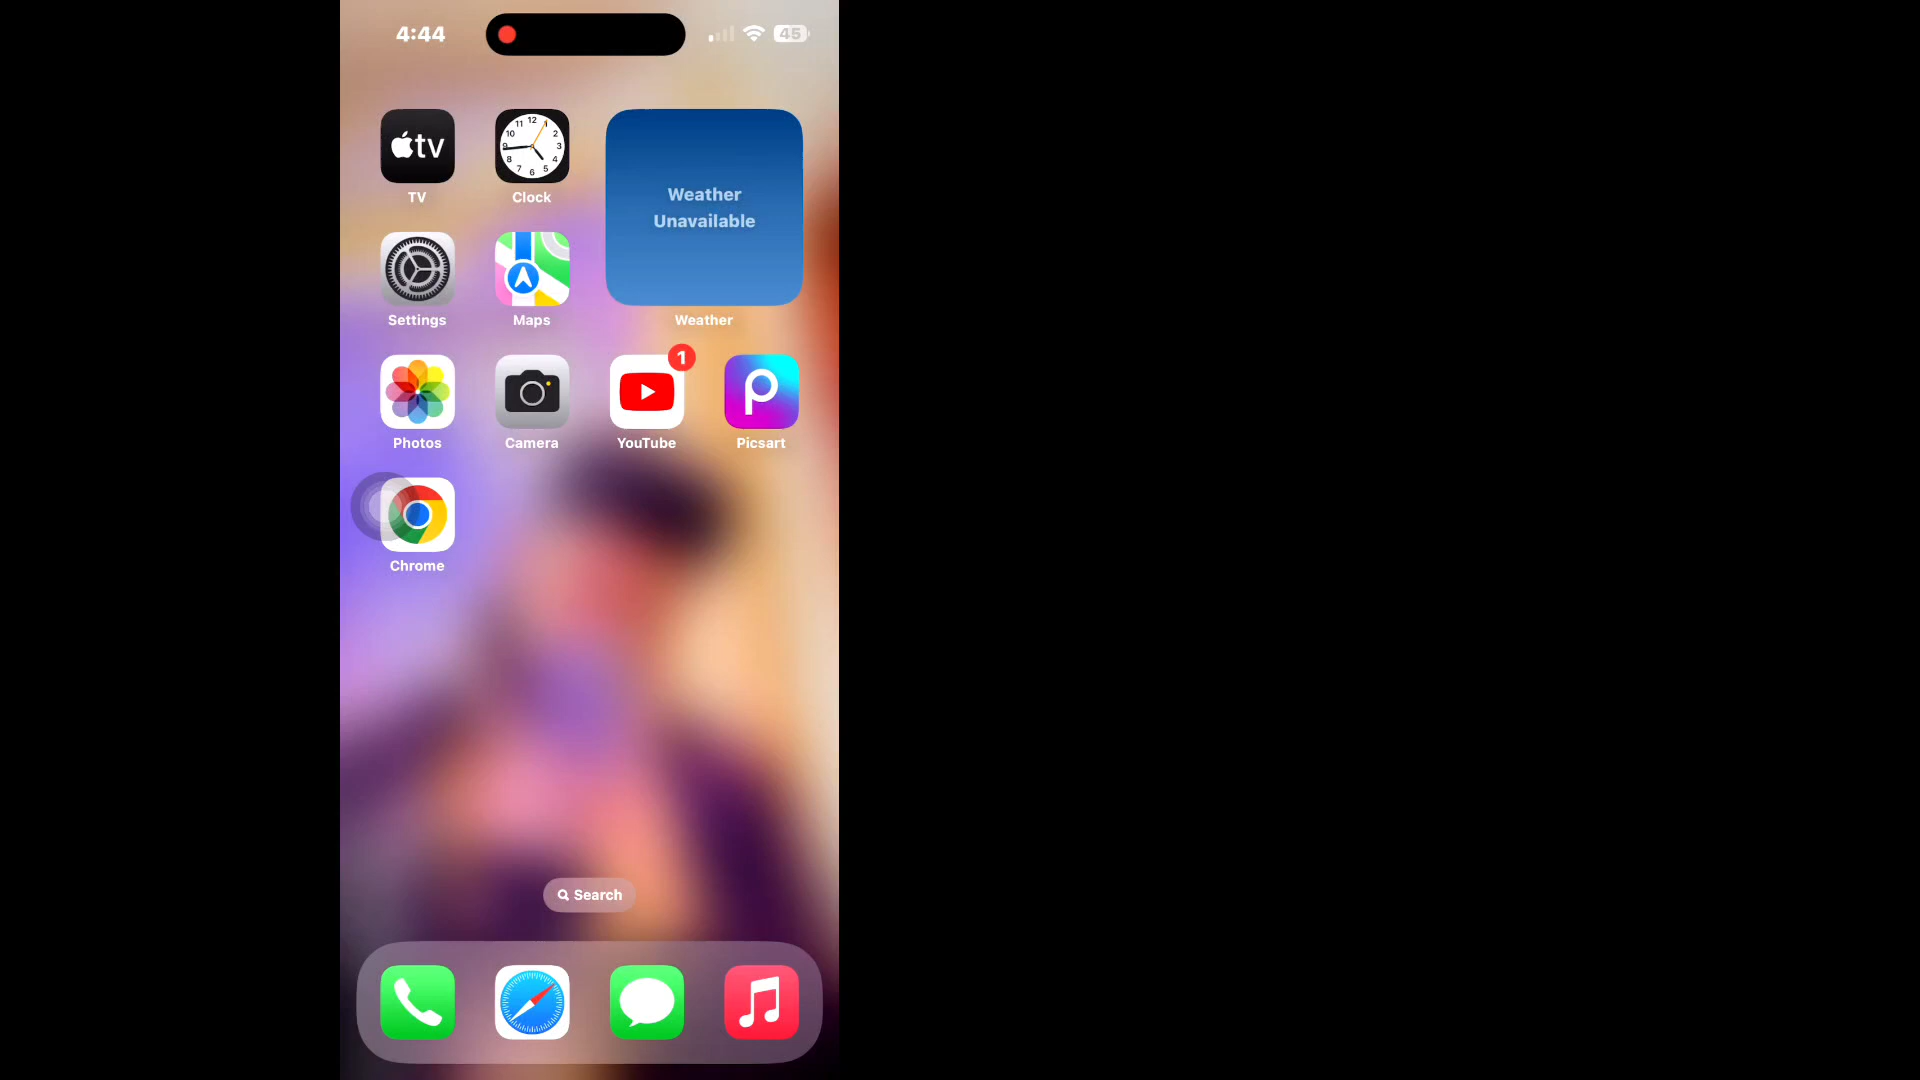 4:44
45
tv
TV
Clock
Weather
Unavailable
Settings
Maps
Weather
1
Photos
Camera
YouTube
Picsart
Chrome
Search